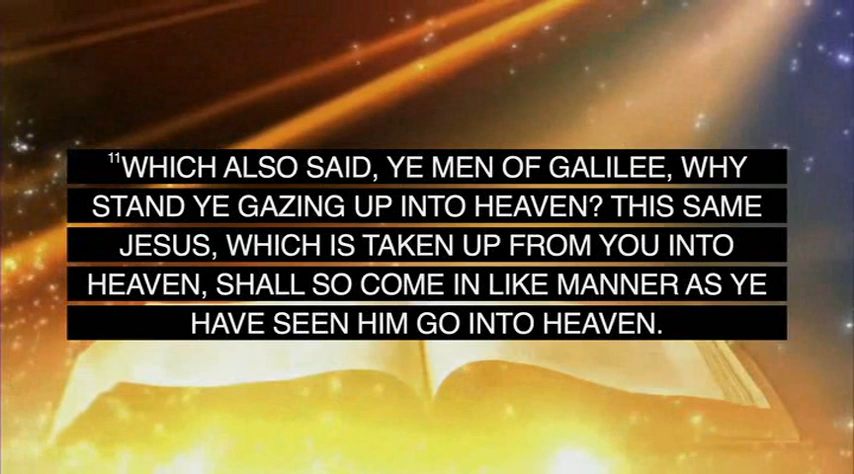 ¹¹WHICH ALSO SAID, YE MEN OF GALILEE, WHY
STAND YE GAZING UP INTO HEAVEN? THIS SAME
JESUS, WHICH IS TAKEN UP FROM YOU INTO
HEAVEN, SHALL SO COME IN LIKE MANNER AS YE
HAVE SEEN HIM GO INTO HEAVEN.